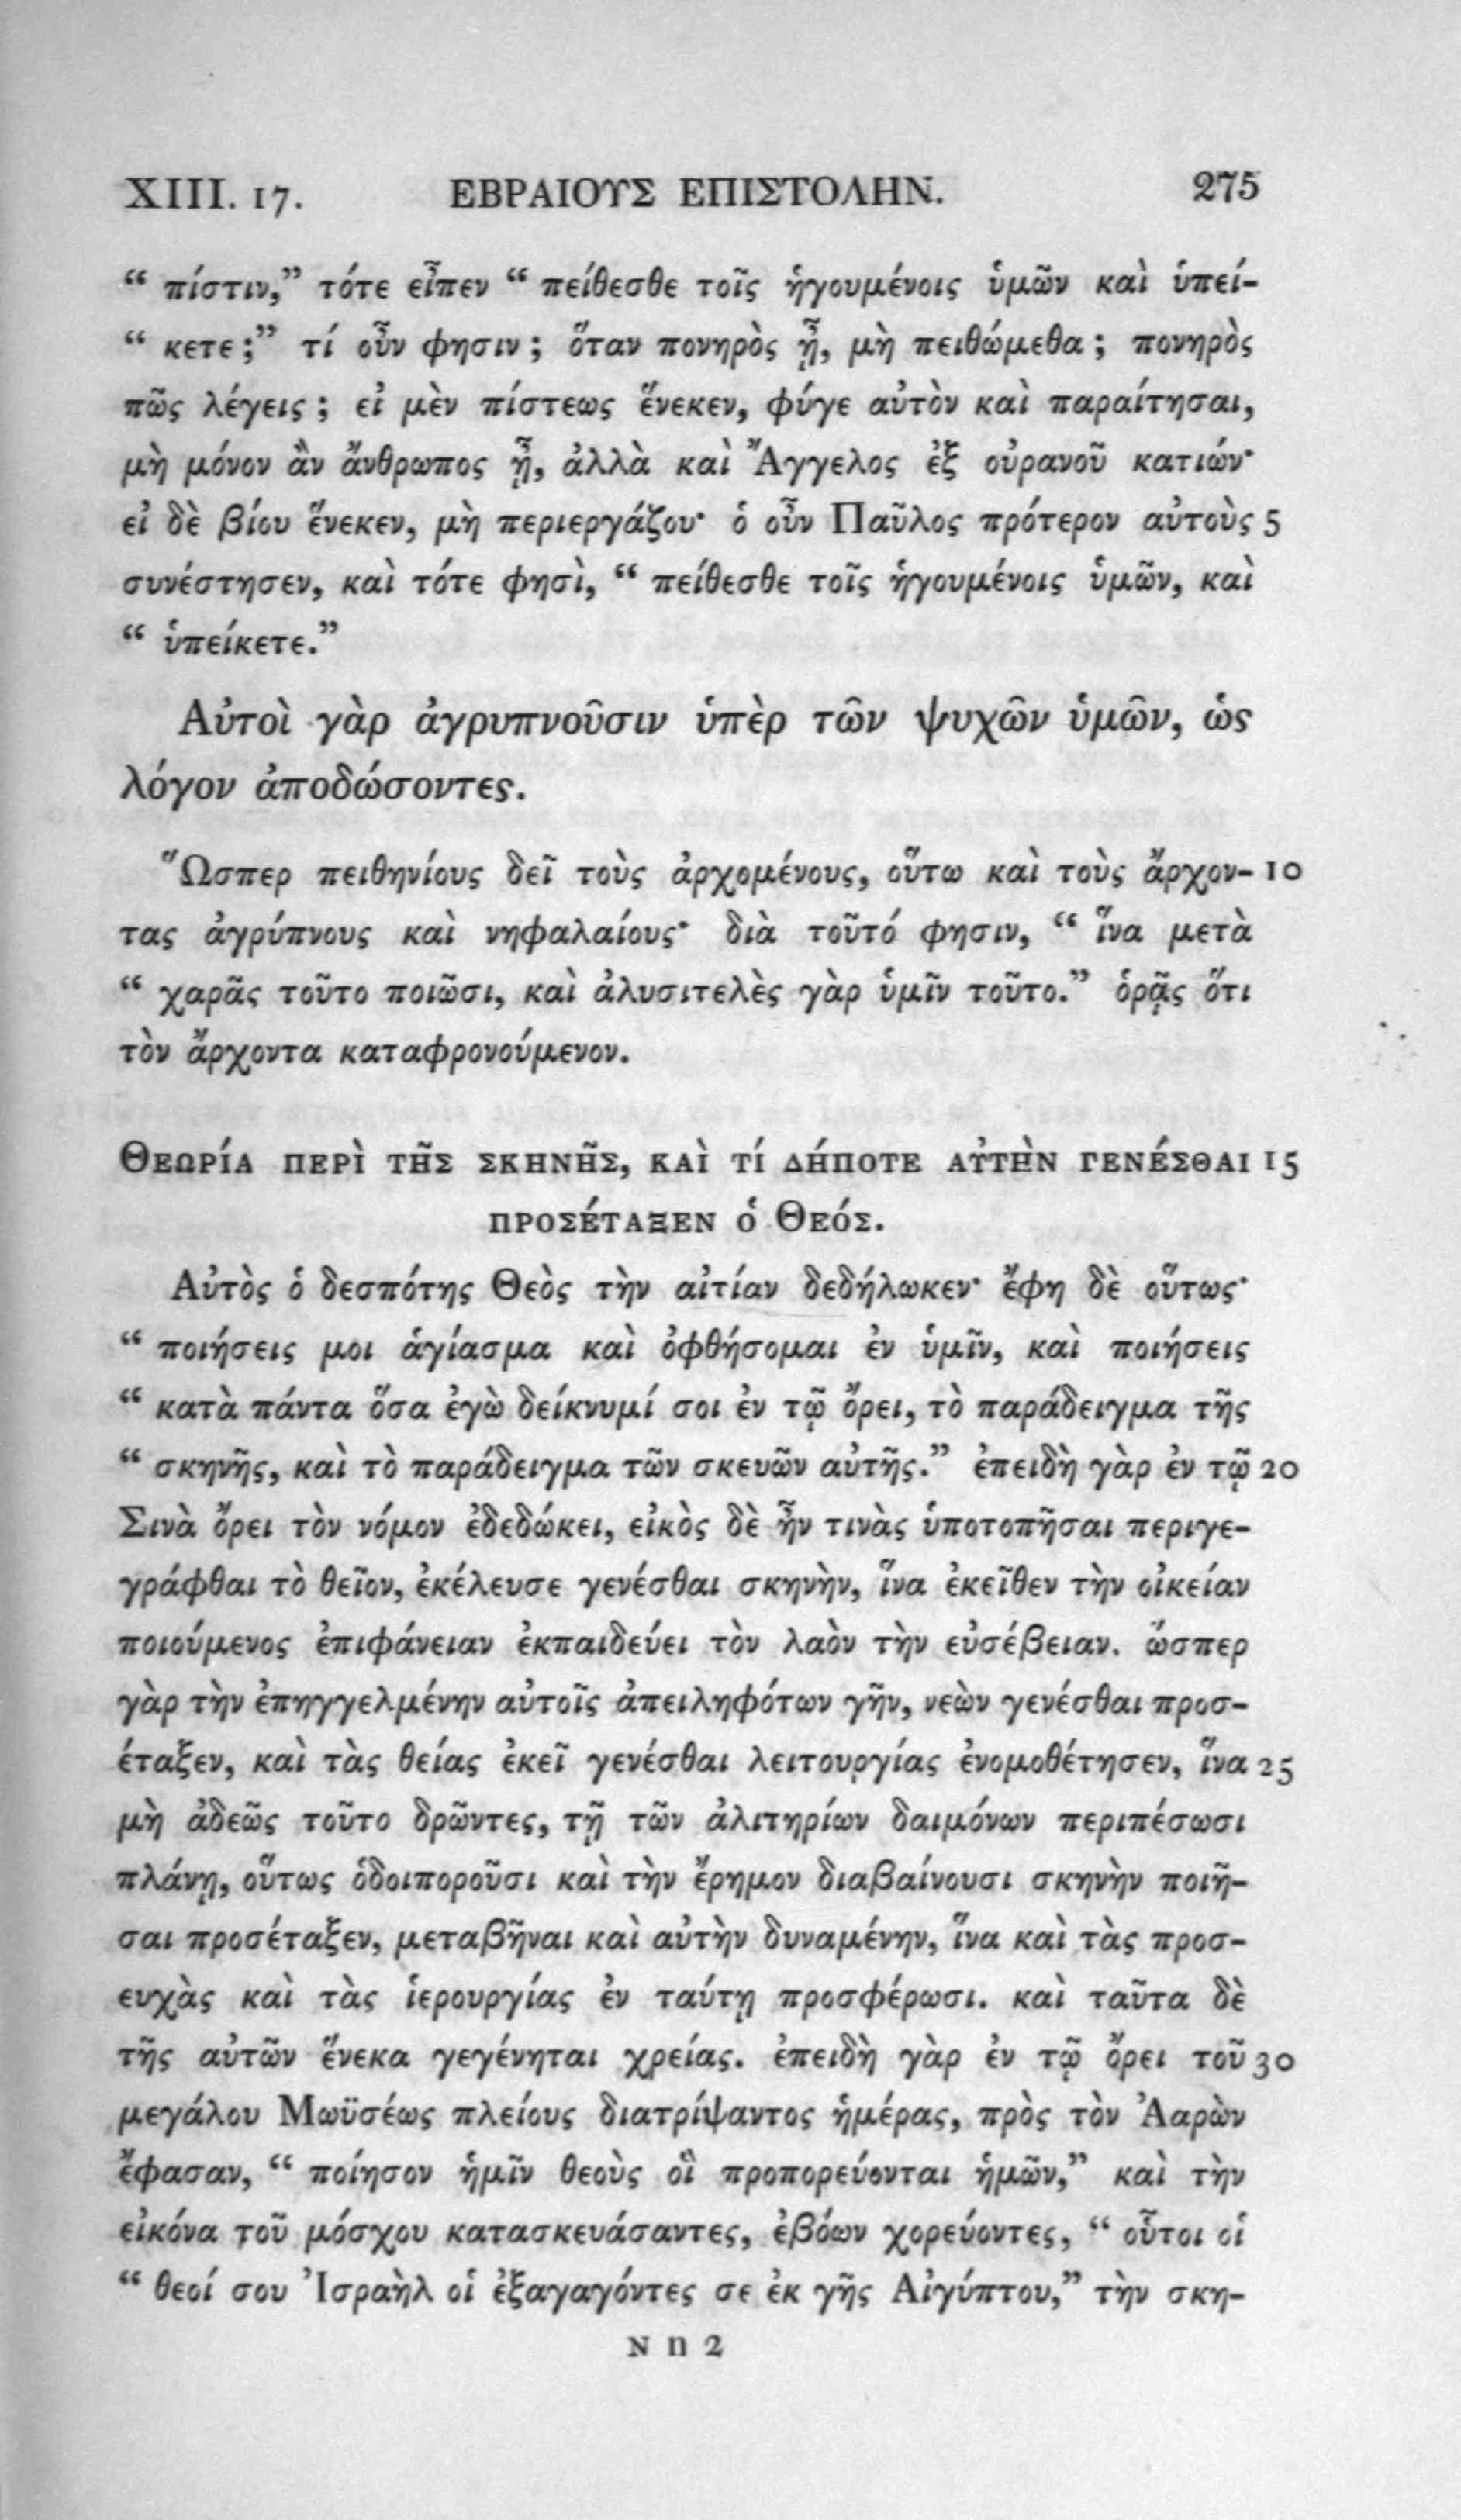 XIII. 17. ΕΒΡΑΙΟΥΣ ΕΠΙΣΤΟΛΗΝ. 275
“ πίστιν,” τότε εἶπεν “ πείθεσθε τοῖς ἡγουμένοις ὑμῶν καὶ ὑπεί-
“ κετε;” τί οὖν φησιν; ὅταν πονηρὸς ᾖ, μὴ πειθώμεθα; πονηρὸς
πῶς λέγεις; εἰ μὲν πίστεως ἕνεκεν, φύγε αὐτὸν καὶ παραίτησαι,
μὴ μόνον ἂν ἄνθρωπος ᾖ, ἀλλὰ καὶ Ἄγγελος ἐξ οὐρανοῦ κατιών·
εἰ δὲ βίου ἕνεκεν, μὴ περιεργάζου· ὁ οὖν Παῦλος πρότερον αὐτοὺς 5
συνέστησεν, καὶ τότε φησὶ, “ πείθεσθε τοῖς ἡγουμένοις ὑμῶν, καὶ
“ ὑπείκετε.”
Αὐτοὶ γὰρ ἀγρυπνοῦσιν ὑπὲρ τῶν ψυχῶν ὑμῶν, ὡς
λόγον ἀποδώσοντες.
Ὥσπερ πειθηνίους δεῖ τοὺς ἀρχομένους, οὕτω καὶ τοὺς ἄρχον- 10
τας ἀγρύπνους καὶ νηφαλαίους· διὰ τοῦτό φησιν, “ ἵνα μετὰ
“ χαρᾶς τοῦτο ποιῶσι, καὶ ἀλυσιτελὲς γὰρ ὑμῖν τοῦτο.” ὁρᾷς ὅτι
τὸν ἄρχοντα καταφρονούμενον.
ΘΕΩΡίΑ ΠΕΡὶ ΤΗ͂Σ ΣΚΗΝΗ͂Σ, ΚΑὶ Τί ΔήΠΟΤΕ ΑὐΤὴΝ ΓΕΝέΣΘΑΙ 15
ΠΡΟΣέΤΑΞΕΝ ὁ ΘΕόΣ.
Αὐτὸς ὁ δεσπότης Θεὸς τὴν αἰτίαν δεδήλωκεν· ἔφη δὲ οὕτως·
“ ποιήσεις μοι ἁγίασμα καὶ ὀφθήσομαι ἐν ὑμῖν, καὶ ποιήσεις
“ κατὰ πάντα ὅσα ἐγὼ δείκνυμί σοι ἐν τῷ ὄρει, τὸ παράδειγμα τῆς
“ σκηνῆς, καὶ τὸ παράδειγμα τῶν σκευῶν αὐτῆς.” ἐπειδὴ γὰρ ἐν τῷ 20
Σινὰ ὄρει τὸν νόμον ἐδεδώκει, εἰκὸς δὲ ἦν τινὰς ὑποτοπῆσαι περιγε-
γράφθαι τὸ θεῖον, ἐκέλευσε γενέσθαι σκηνὴν, ἵνα ἐκεῖθεν τὴν οἰκείαν
ποιούμενος ἐπιφάνειαν ἐκπαιδεύει τὸν λαὸν τὴν εὐσέβειαν. ὥσπερ
γὰρ τὴν ἐπηγγελμένην αὐτοῖς ἀπειληφότων γῆν, νεὼν γενέσθαι προσ-
έταξεν, καὶ τὰς θείας ἐκεῖ γενέσθαι λειτουργίας ἐνομοθέτησεν, ἵνα 25
μὴ ἀδεῶς τοῦτο δρῶντες, τῇ τῶν ἀλιτηρίων δαιμόνων περιπέσωσι
πλάνῃ, οὕτως ὁδοιποροῦσι καὶ τὴν ἔρημον διαβαίνουσι σκηνὴν ποιῆ-
σαι προσέταξεν, μεταβῆναι καὶ αὐτὴν δυναμένην, ἵνα καὶ τὰς προσ-
ευχὰς καὶ τὰς ἱερουργίας ἐν ταύτῃ προσφέρωσι. καὶ ταῦτα δὲ
τῆς αὐτῶν ἕνεκα γεγένηται χρείας. ἐπειδὴ γὰρ ἐν τῷ ὄρει τοῦ 30
μεγάλου Μωϋσέως πλείους διατρίψαντος ἡμέρας, πρὸς τὸν Ἀαρὼν
ἔφασαν, “ ποίησον ἡμῖν θεοὺς οἳ προπορεύονται ἡμῶν,” καὶ τὴν
εἰκόνα τοῦ μόσχου κατασκευάσαντες, ἐβόων χορεύοντες, “ οὗτοι οἱ
“ θεοί σου Ἰσραὴλ οἱ ἐξαγαγόντες σε ἐκ γῆς Αἰγύπτου,” τὴν σκη-
N n 2